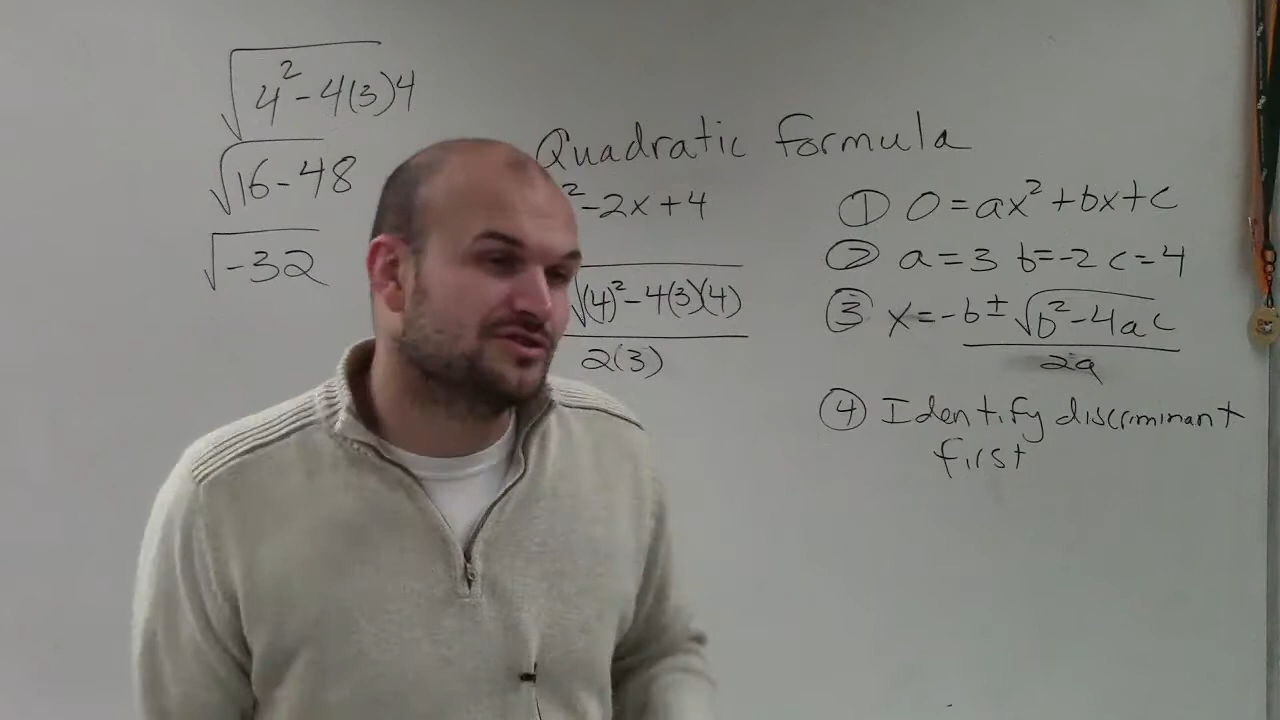 √4² - 4(3)4
√16 - 48
√-32
Quadratic formula
² - 2x + 4
√(4)² - 4(3)(4)
2(3)
① 0 = ax² + bx + c
② a = 3 b = -2 c = 4
③ x = -b ± √b² - 4ac
2a
④ Identify discriminant
first